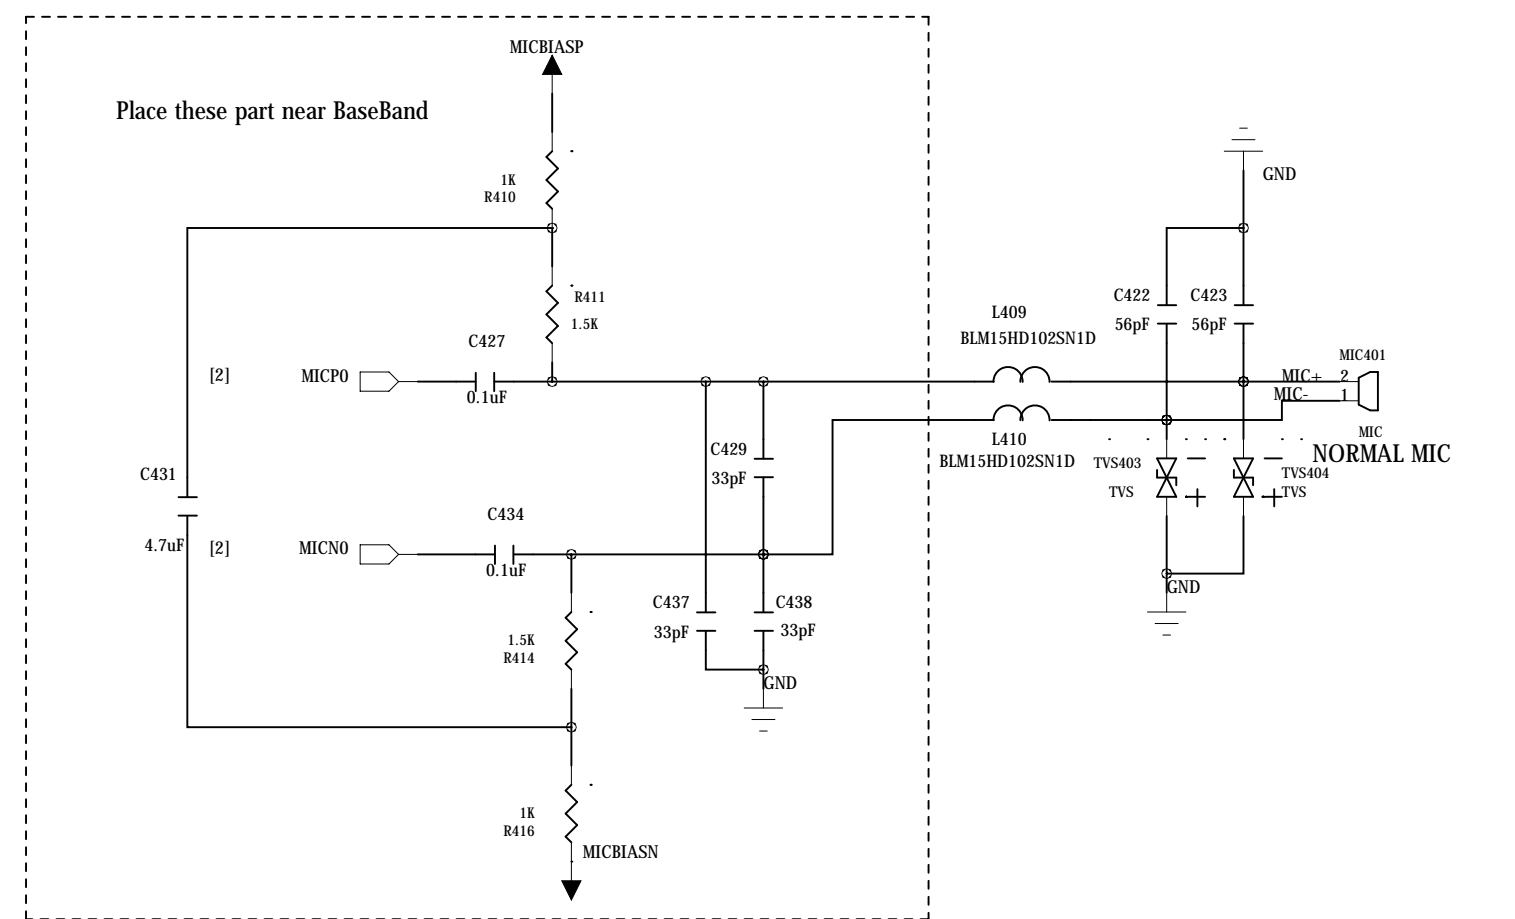 MICBIASP
Place these part near BaseBand
1K
R410
GND
R411
1.5K
C427
0.1uF
[2]
MICP0
L409
BLM15HD102SN1D
C422
56pF
C423
56pF
MIC401
MIC+
2
MIC-
1
MIC
NORMAL MIC
L410
BLM15HD102SN1D
TVS403
TVS
TVS404
TVS
C429
33pF
C431
4.7uF
[2]
MICN0
C434
0.1uF
C437
33pF
C438
33pF
GND
1.5K
R414
GND
1K
R416
MICBIASN